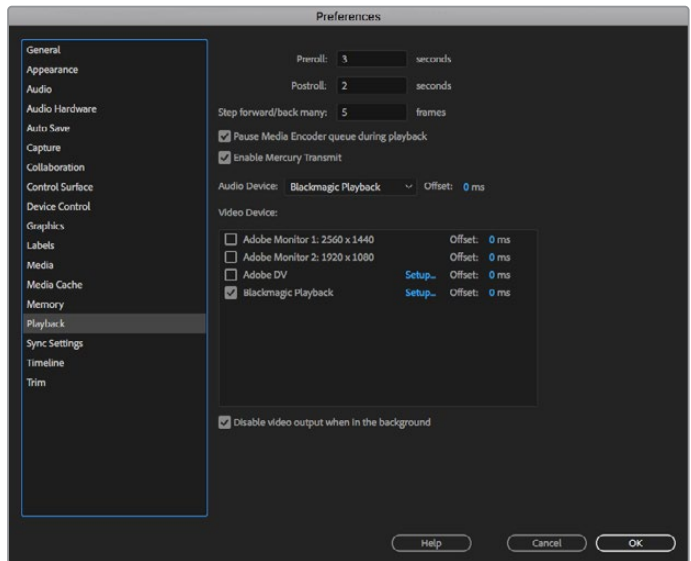 Preferences
General
Appearance
Audio
Audio Hardware
Auto Save
Capture
Collaboration
Control Surface
Device Control
Graphics
Labels
Media
Media Cache
Memory
Playback
Sync Settings
Timeline
Trim
Preroll: 3 seconds
Postroll: 2 seconds
Step forward/back many: 5 frames
Pause Media Encoder queue during playback
Enable Mercury Transmit
Audio Device: Blackmagic Playback Offset: 0 ms
Video Device:
Adobe Monitor 1: 2560 x 1440 Offset: 0 ms
Adobe Monitor 2: 1920 x 1080 Offset: 0 ms
Adobe DV Setup... Offset: 0 ms
Blackmagic Playback Setup... Offset: 0 ms
Disable video output when in the background
Help Cancel OK